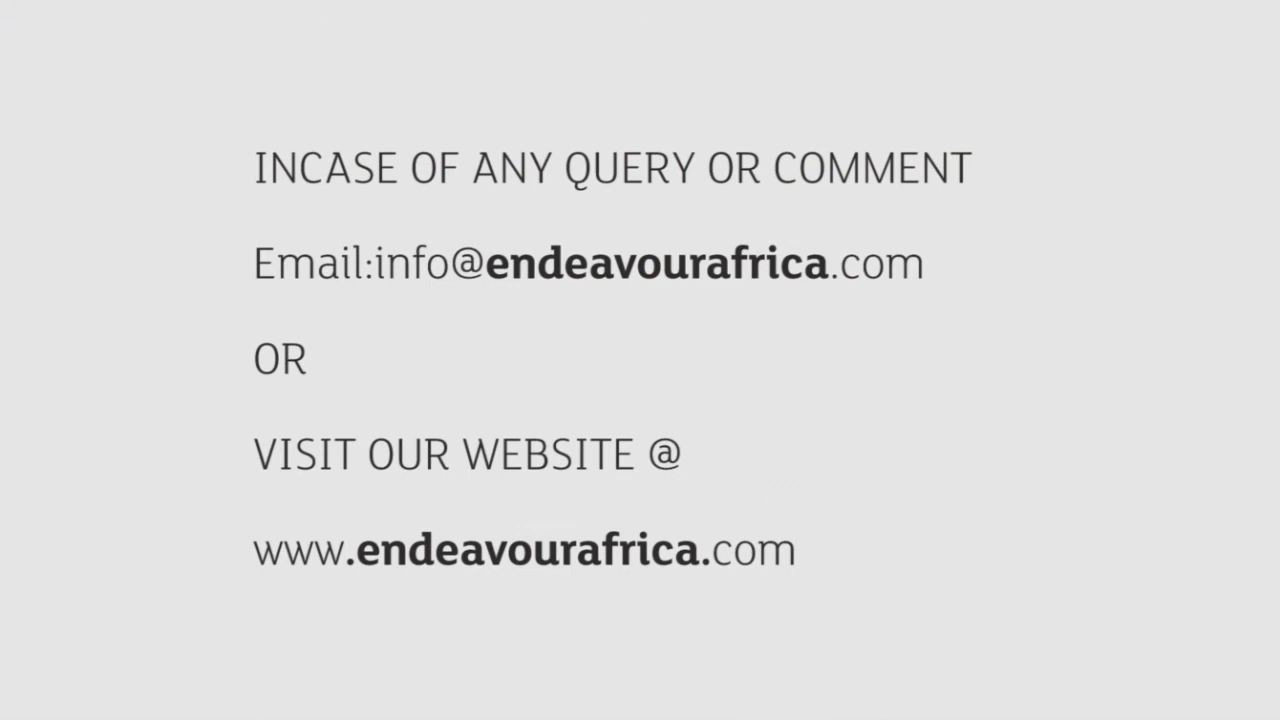 INCASE OF ANY QUERY OR COMMENT
Email:info@endeavourafrica.com
OR
VISIT OUR WEBSITE @
www.endeavourafrica.com